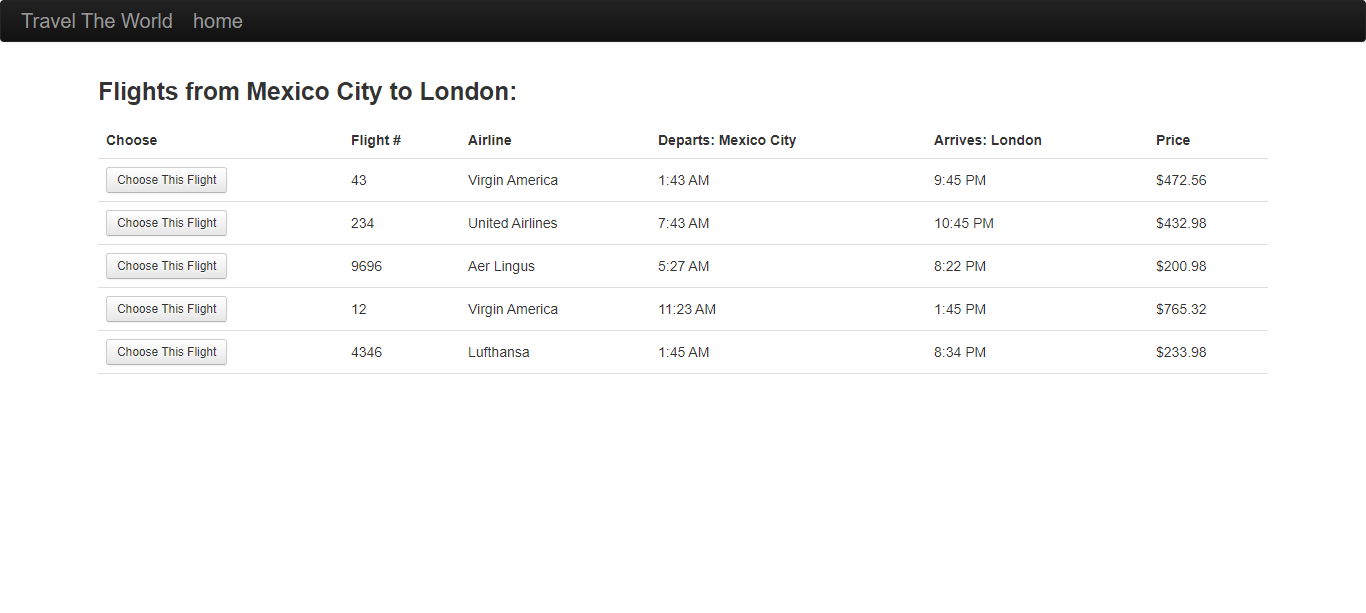 Travel The World home
Flights from Mexico City to London:
Choose Flight # Airline Departs: Mexico City Arrives: London Price
Choose This Flight 43 Virgin America 1:43 AM 9:45 PM $472.56
Choose This Flight 234 United Airlines 7:43 AM 10:45 PM $432.98
Choose This Flight 9696 Aer Lingus 5:27 AM 8:22 PM $200.98
Choose This Flight 12 Virgin America 11:23 AM 1:45 PM $765.32
Choose This Flight 4346 Lufthansa 1:45 AM 8:34 PM $233.98